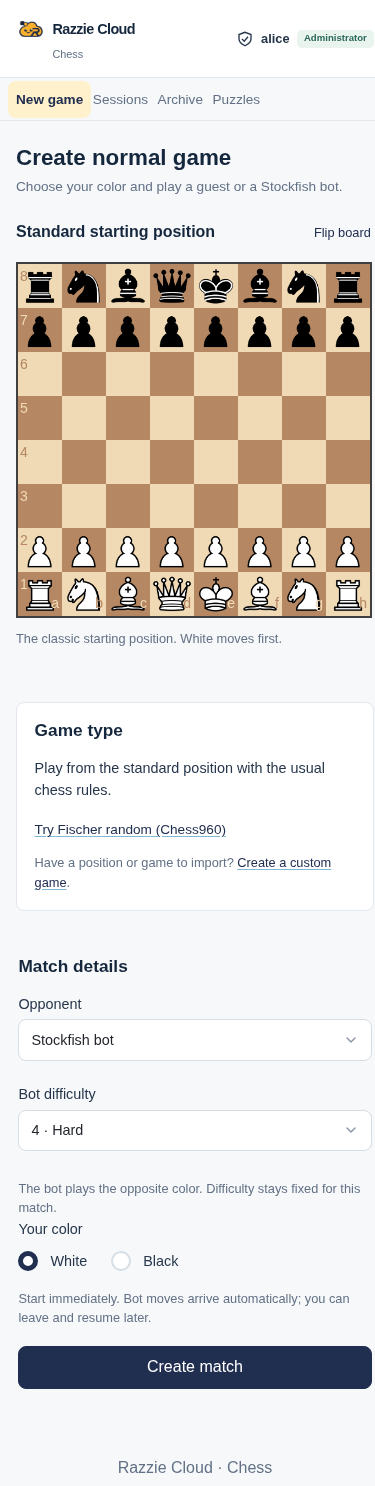 Razzie Cloud
Chess
alice Administrator
New game Sessions Archive Puzzles
Create normal game
Choose your color and play a guest or a Stockfish bot.
Standard starting position Flip board
8
7
6
5
4
3
2
1 a b c d e f g h
The classic starting position. White moves first.
Game type
Play from the standard position with the usual
chess rules.
Try Fischer random (Chess960)
Have a position or game to import? Create a custom
game.
Match details
Opponent
Stockfish bot
Bot difficulty
4 · Hard
The bot plays the opposite color. Difficulty stays fixed for this
match.
Your color
White Black
Start immediately. Bot moves arrive automatically; you can
leave and resume later.
Create match
Razzie Cloud · Chess